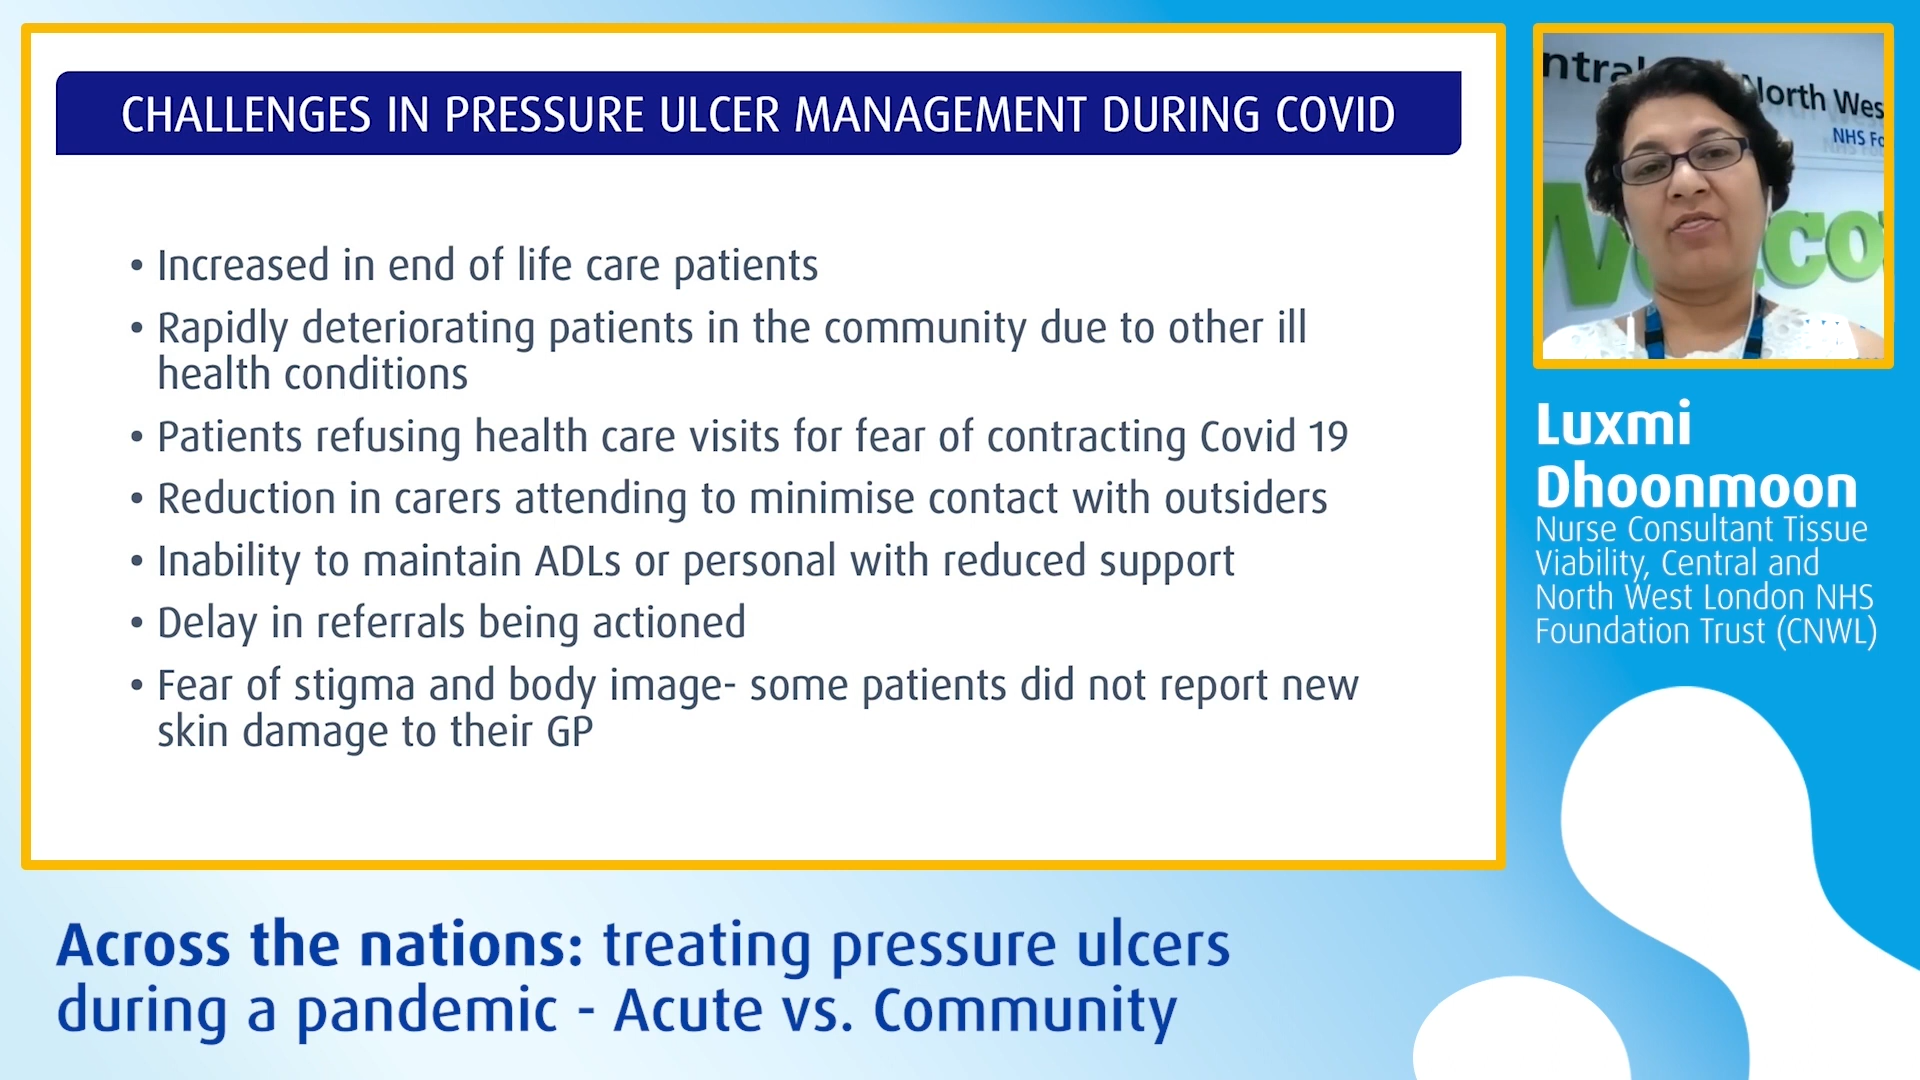 CHALLENGES IN PRESSURE ULCER MANAGEMENT DURING COVID
• Increased in end of life care patients
• Rapidly deteriorating patients in the community due to other ill
health conditions
• Patients refusing health care visits for fear of contracting Covid 19
• Reduction in carers attending to minimise contact with outsiders
• Inability to maintain ADLs or personal with reduced support
• Delay in referrals being actioned
• Fear of stigma and body image- some patients did not report new
skin damage to their GP
North Wes
NHS Fo
Luxmi
Dhoonmoon
Nurse Consultant Tissue
Viability, Central and
North West London NHS
Foundation Trust (CNWL)
Across the nations: treating pressure ulcers
during a pandemic - Acute vs. Community